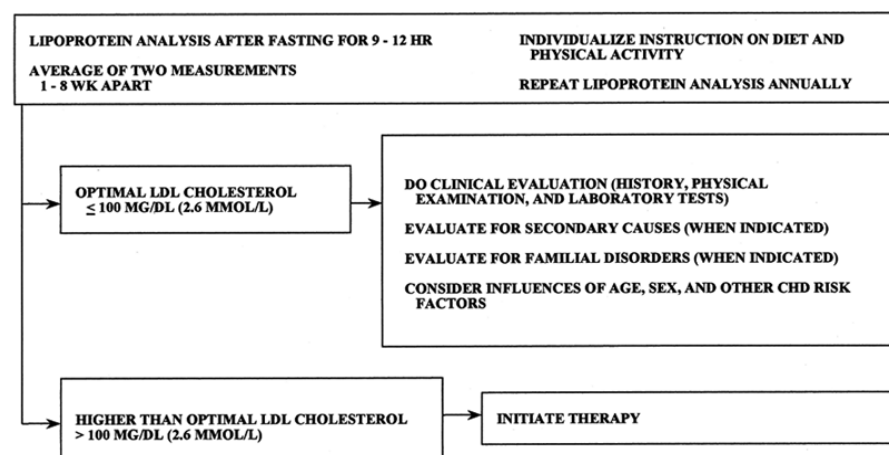 LIPOPROTEIN ANALYSIS AFTER FASTING FOR 9 - 12 HR
AVERAGE OF TWO MEASUREMENTS
1 - 8 WK APART
INDIVIDUALIZE INSTRUCTION ON DIET AND
PHYSICAL ACTIVITY
REPEAT LIPOPROTEIN ANALYSIS ANNUALLY
OPTIMAL LDL CHOLESTEROL
≤ 100 MG/DL (2.6 MMOL/L)
DO CLINICAL EVALUATION (HISTORY, PHYSICAL
EXAMINATION, AND LABORATORY TESTS)
EVALUATE FOR SECONDARY CAUSES (WHEN INDICATED)
EVALUATE FOR FAMILIAL DISORDERS (WHEN INDICATED)
CONSIDER INFLUENCES OF AGE, SEX, AND OTHER CHD RISK
FACTORS
HIGHER THAN OPTIMAL LDL CHOLESTEROL
> 100 MG/DL (2.6 MMOL/L)
INITIATE THERAPY